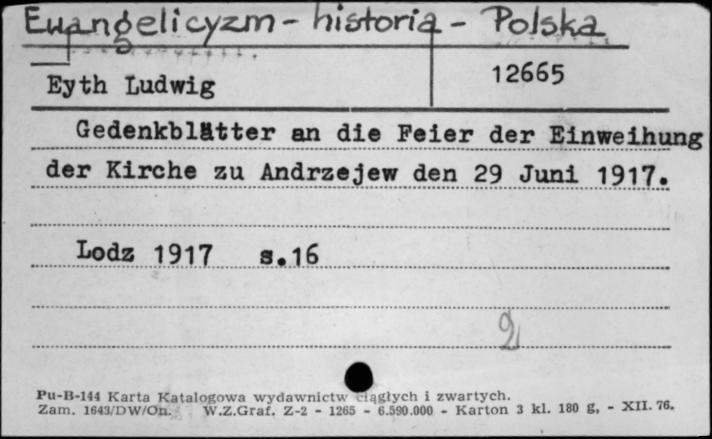 Ewangelicyzm - historia - Polska
Eyth Ludwig
12665
Gedenkblätter an die Feier der Einweihung
der Kirche zu Andrzejew den 29 Juni 1917.
Lodz 1917 s.16
2
Pu-B-144 Karta Katalogowa wydawnictw ciągłych i zwartych.
Zam. 1643/DW/On. W.Z.Graf. Z-2 - 1265 - 6.590.000 - Karton 3 kl. 180 g, - XII. 76.